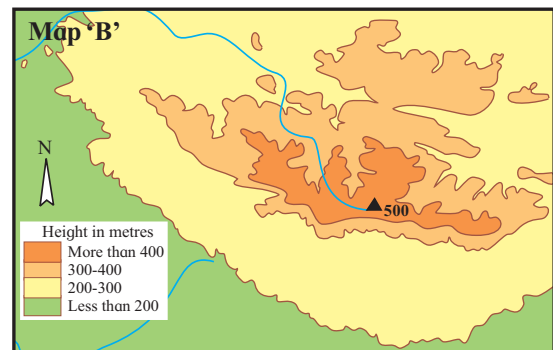 Map ‘B’
N
500
Height in metres
More than 400
300-400
200-300
Less than 200